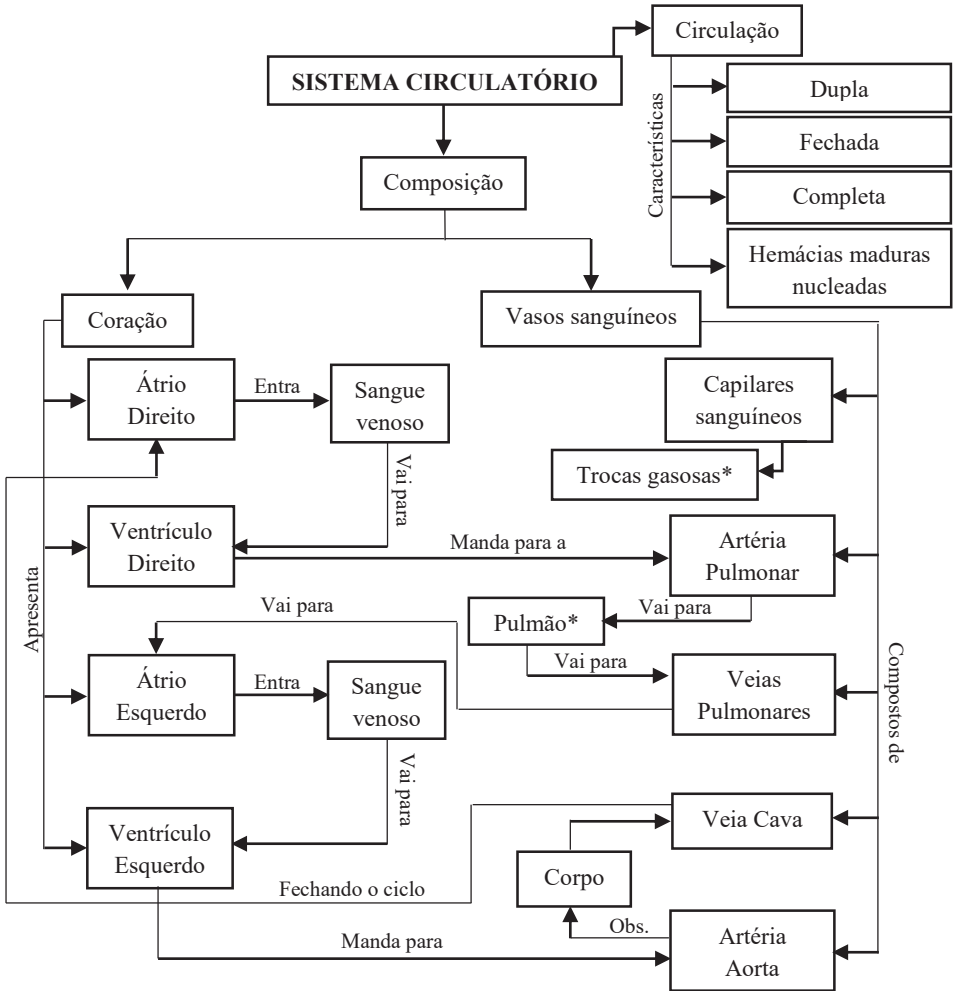 Circulação
SISTEMA CIRCULATÓRIO
Características
Dupla
Fechada
Completa
Hemácias maduras
nucleadas
Composição
Coração
Vasos sanguíneos
Apresenta
Compostos de
Átrio
Direito
Entra
Sangue
venoso
Vai para
Capilares
sanguíneos
Trocas gasosas*
Ventrículo
Direito
Manda para a
Artéria
Pulmonar
Vai para
Pulmão*
Vai para
Vai para
Átrio
Esquerdo
Entra
Sangue
venoso
Vai para
Veias
Pulmonares
Ventrículo
Esquerdo
Veia Cava
Corpo
Fechando o ciclo
Obs.
Manda para
Artéria
Aorta